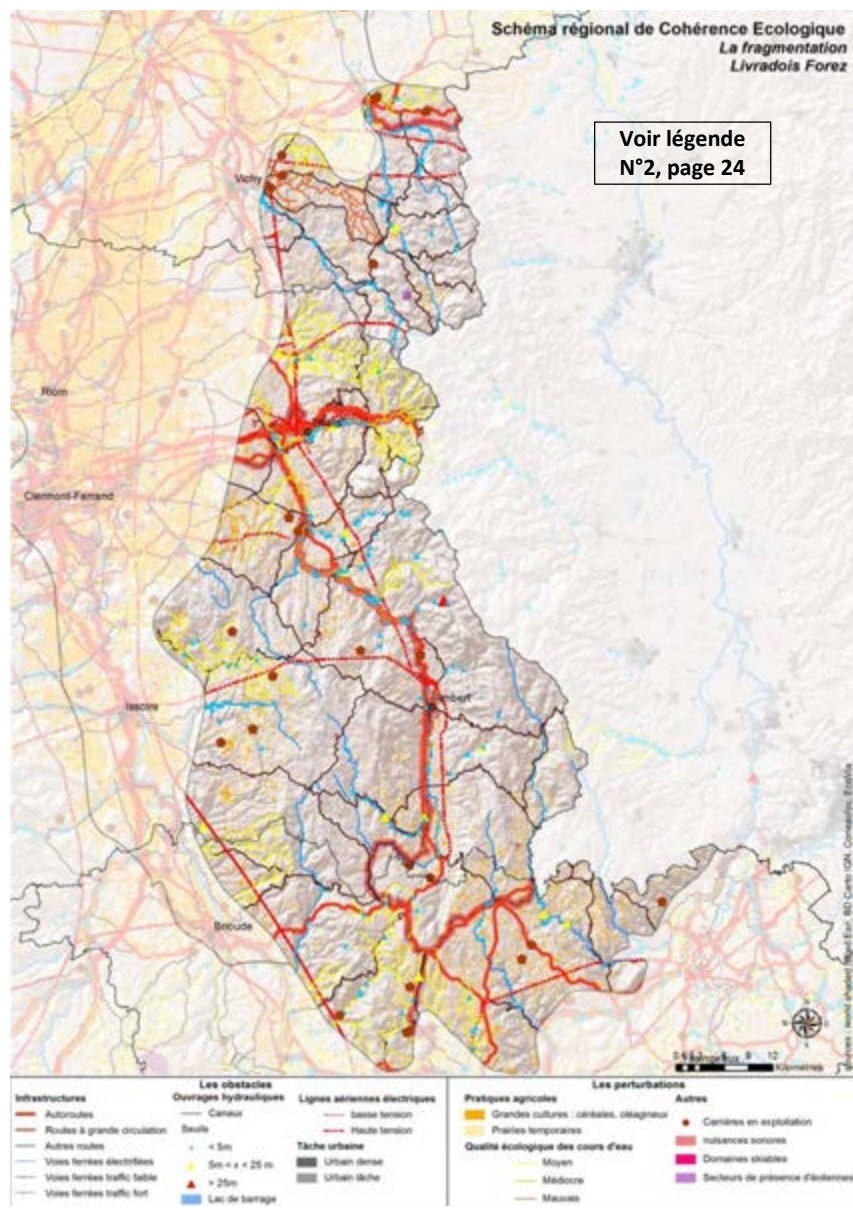 Schéma régional de Cohérence Ecologique
La fragmentation
Livradois Forez
Voir légende
N°2, page 24
Vichy
Riom
Clermont-Ferrand
Issoire
Brioude
Kilomètres
Les obstacles
Infrastructures
Autoroutes
Routes à grande circulation
Autres routes
Voies ferrées électrifiées
Voies ferrées traffic faible
Voies ferrées traffic fort
Ouvrages hydrauliques
Canaux
Seuils
< 5m
5m < x < 25 m
> 25m
Lac de barrage
Lignes aériennes électriques
basse tension
Haute tension
Tâche urbaine
Urbain dense
Urbain lâche
Les perturbations
Pratiques agricoles
Grandes cultures : céréales, oléagineux
Prairies temporaires
Qualité écologique des cours d'eau
Moyen
Médiocre
Mauvais
Autres
Carrières en exploitation
nuisances sonores
Domaines skiables
Secteurs de présence d'éoliennes